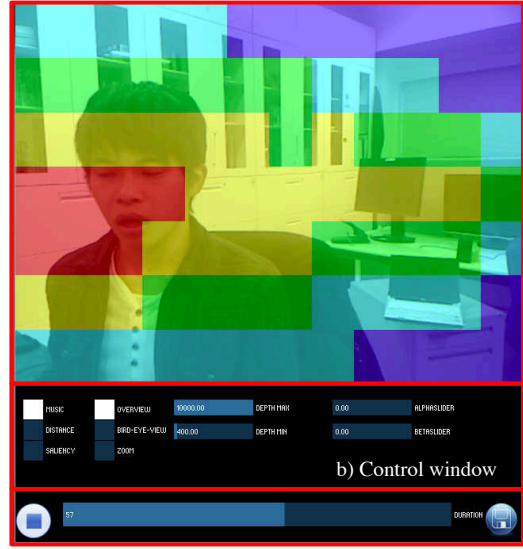 MUSIC OVERVIEW 10000.00 DEPTH MAX 0.00 ALPHASLIDER
DISTANCE BIRD-EYE-VIEW 400.00 DEPTH MIN 0.00 BETASLIDER
SALIENCY ZOOM
b) Control window
57 DURATION